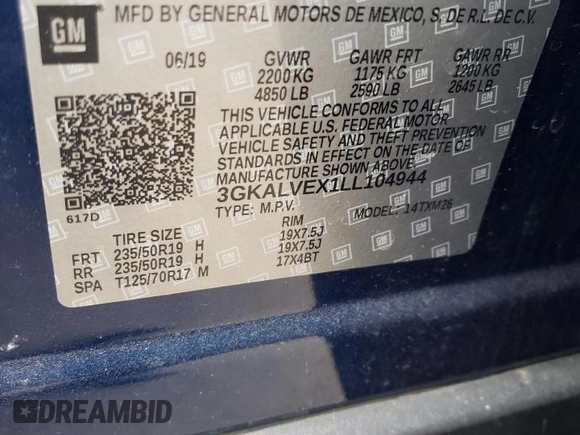 GM
MFD BY GENERAL MOTORS DE MEXICO, S. DE R.L. DE C.V.
06/19 GVWR GAWR FRT GAWR RR
2200 KG 1175 KG 1200 KG
4850 LB 2590 LB 2645 LB
THIS VEHICLE CONFORMS TO ALL
APPLICABLE U.S. FEDERAL MOTOR
VEHICLE SAFETY AND THEFT PREVENTION
STANDARDS IN EFFECT ON THE DATE OF
MANUFACTURE SHOWN ABOVE.
3GKALVEX1LL104944
617D
TYPE: M.P.V. MODEL: 14TXM26
TIRE SIZE RIM
FRT 235/50R19 H 19X7.5J
RR 235/50R19 H 19X7.5J
SPA T125/70R17 M 17X4BT
DREAMBID